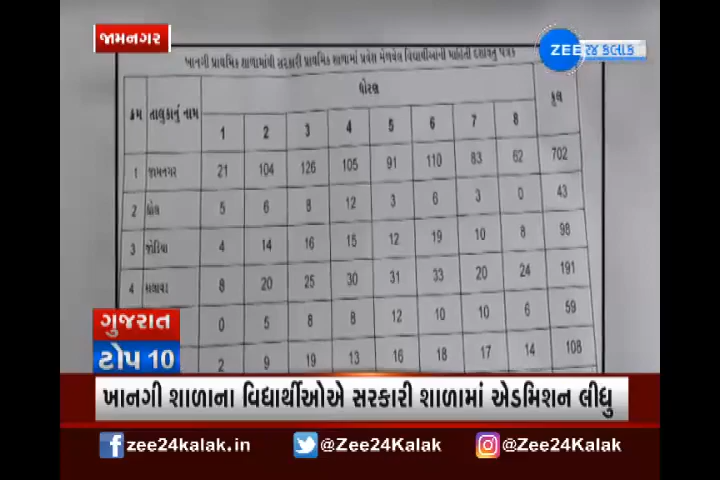 જામનગર
ZEE ૨૪ કલાક
ખાનગી પ્રાથમિક શાળામાંથી સરકારી પ્રાથમિક શાળામાં પ્રવેશ મેળવેલ વિદ્યાર્થીઓની માહિતી દર્શાવતુ પત્રક
ક્રમ તાલુકાનું નામ ધોરણ કુલ
1 2 3 4 5 6 7 8
1 જામનગર 21 104 126 105 91 110 83 62 702
2 ધ્રોલ 5 6 8 12 3 6 3 0 43
3 જોડિયા 4 14 16 15 12 19 10 8 98
4 કાલાવડ 8 20 25 30 31 33 20 24 191
0 5 8 8 12 10 10 6 59
2 9 19 13 16 18 17 14 108
ગુજરાત
ટોપ 10
ખાનગી શાળાના વિદ્યાર્થીઓએ સરકારી શાળામાં એડમિશન લીધુ
zee24kalak.in @Zee24Kalak @Zee24Kalak